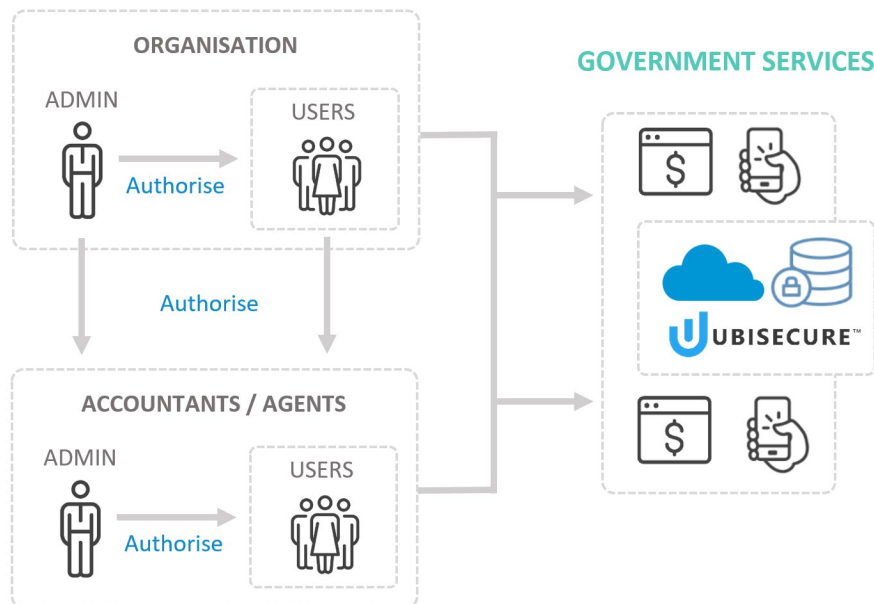 ORGANISATION
ADMIN
USERS
Authorise
Authorise
ACCOUNTANTS / AGENTS
ADMIN
USERS
Authorise
GOVERNMENT SERVICES
$
UBISECURE™
$